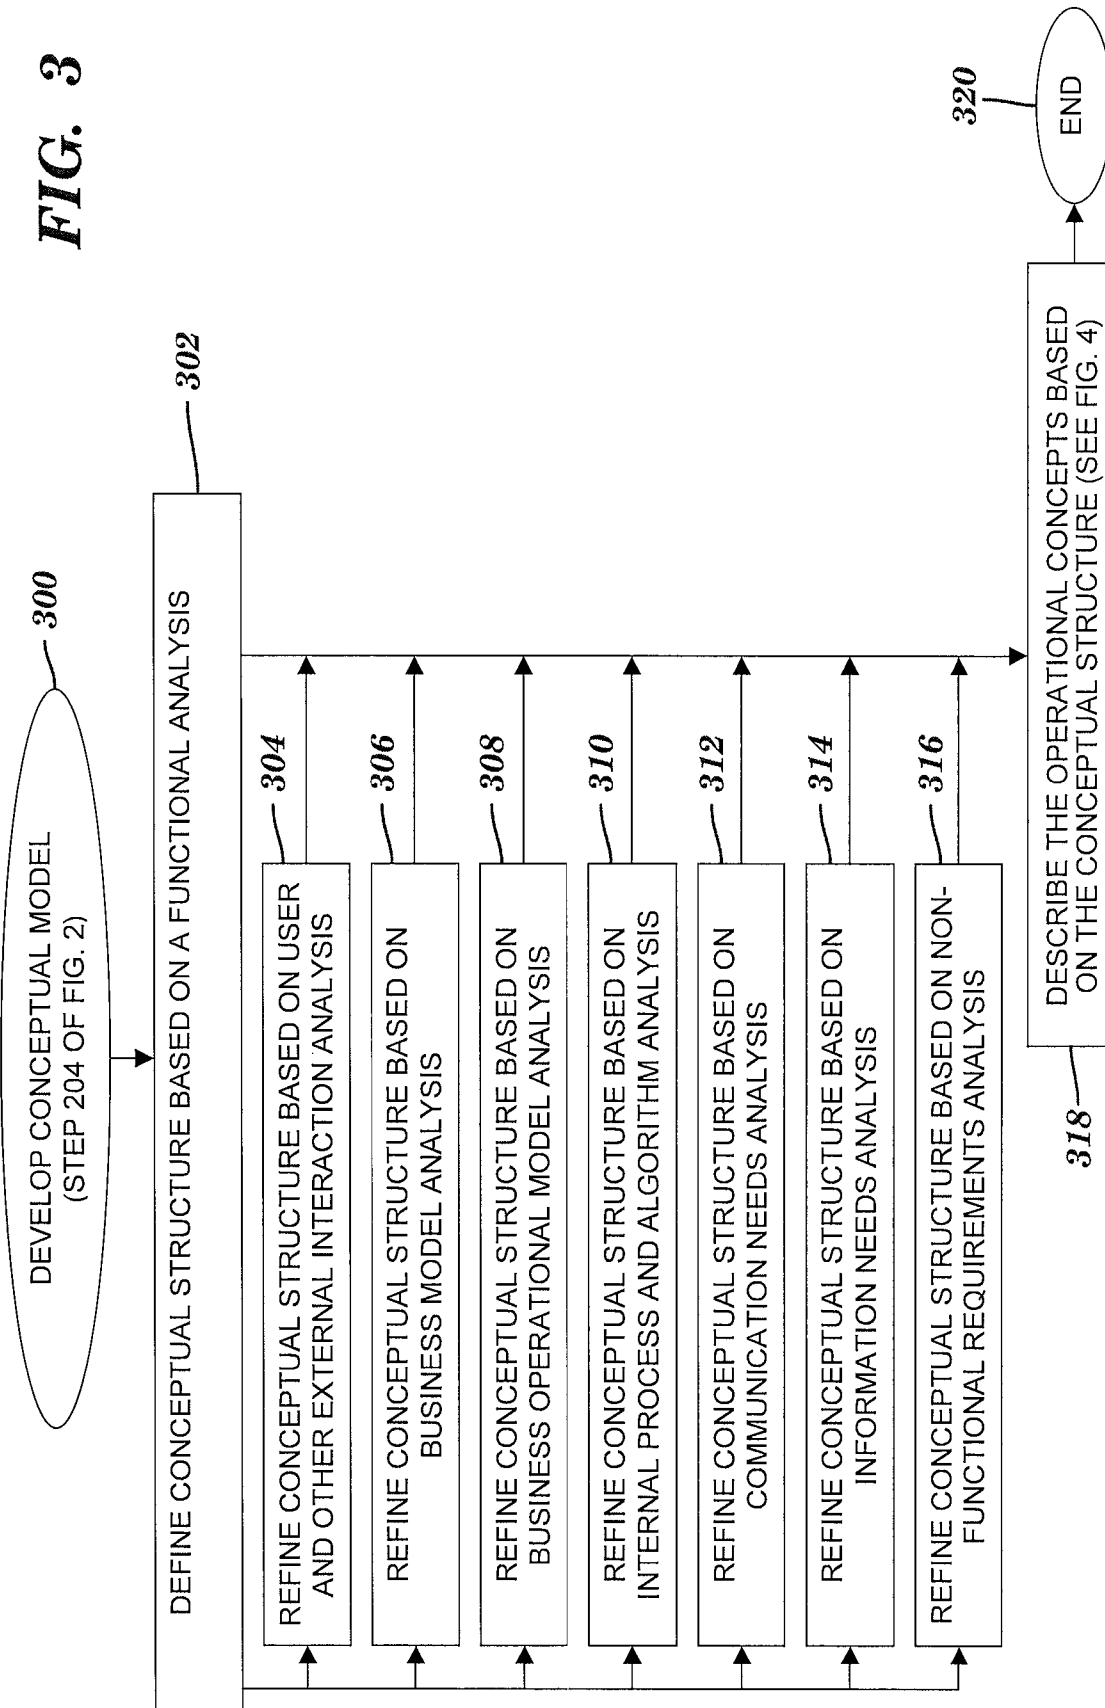 FIG. 3
300
DEVELOP CONCEPTUAL MODEL
(STEP 204 OF FIG. 2)
302
DEFINE CONCEPTUAL STRUCTURE BASED ON A FUNCTIONAL ANALYSIS
304
REFINE CONCEPTUAL STRUCTURE BASED ON USER
AND OTHER EXTERNAL INTERACTION ANALYSIS
306
REFINE CONCEPTUAL STRUCTURE BASED ON
BUSINESS MODEL ANALYSIS
308
REFINE CONCEPTUAL STRUCTURE BASED ON
BUSINESS OPERATIONAL MODEL ANALYSIS
310
REFINE CONCEPTUAL STRUCTURE BASED ON
INTERNAL PROCESS AND ALGORITHM ANALYSIS
312
REFINE CONCEPTUAL STRUCTURE BASED ON
COMMUNICATION NEEDS ANALYSIS
314
REFINE CONCEPTUAL STRUCTURE BASED ON
INFORMATION NEEDS ANALYSIS
316
REFINE CONCEPTUAL STRUCTURE BASED ON NON-
FUNCTIONAL REQUIREMENTS ANALYSIS
318
DESCRIBE THE OPERATIONAL CONCEPTS BASED
ON THE CONCEPTUAL STRUCTURE (SEE FIG. 4)
320
END